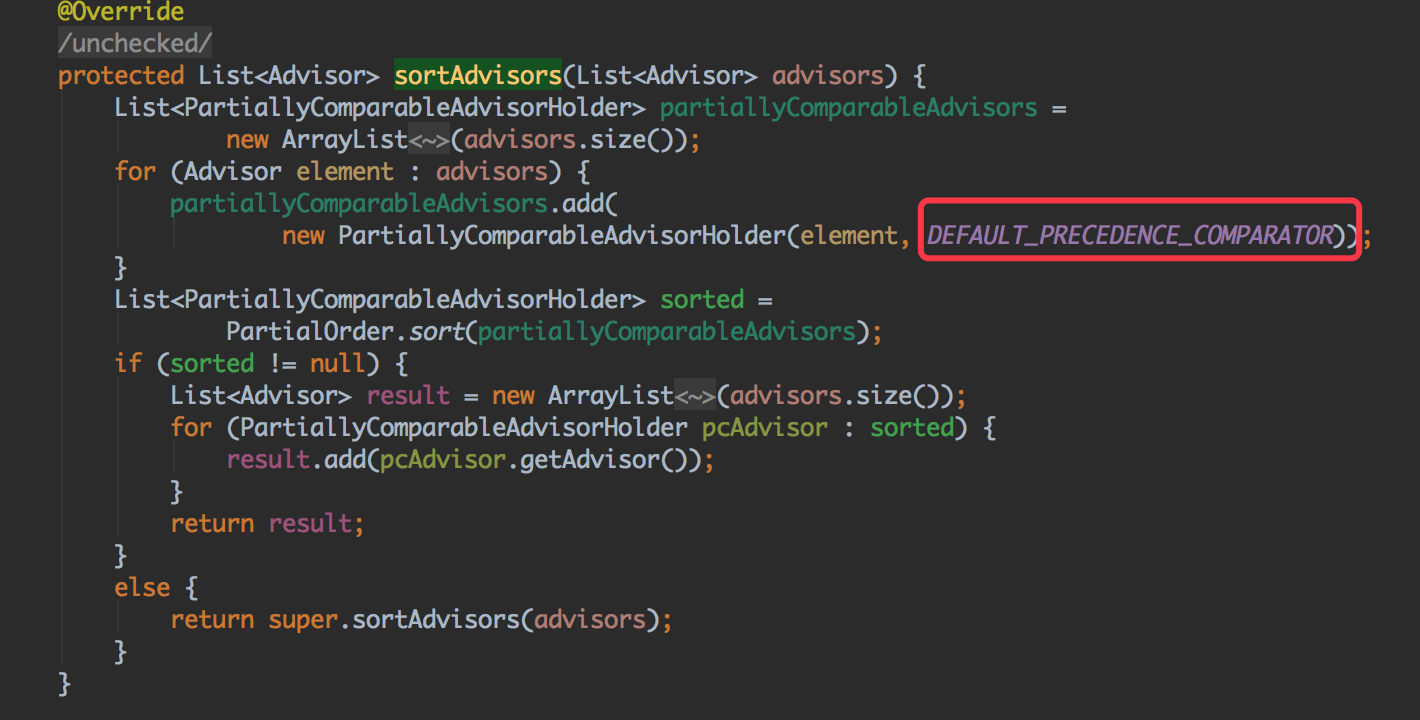 @Override
/unchecked/
protected List<Advisor> sortAdvisors(List<Advisor> advisors) {
List<PartiallyComparableAdvisorHolder> partiallyComparableAdvisors =
new ArrayList<~>(advisors.size());
for (Advisor element : advisors) {
partiallyComparableAdvisors.add(
new PartiallyComparableAdvisorHolder(element, DEFAULT_PRECEDENCE_COMPARATOR));
}
List<PartiallyComparableAdvisorHolder> sorted =
PartialOrder.sort(partiallyComparableAdvisors);
if (sorted != null) {
List<Advisor> result = new ArrayList<~>(advisors.size());
for (PartiallyComparableAdvisorHolder pcAdvisor : sorted) {
result.add(pcAdvisor.getAdvisor());
}
return result;
}
else {
return super.sortAdvisors(advisors);
}
}